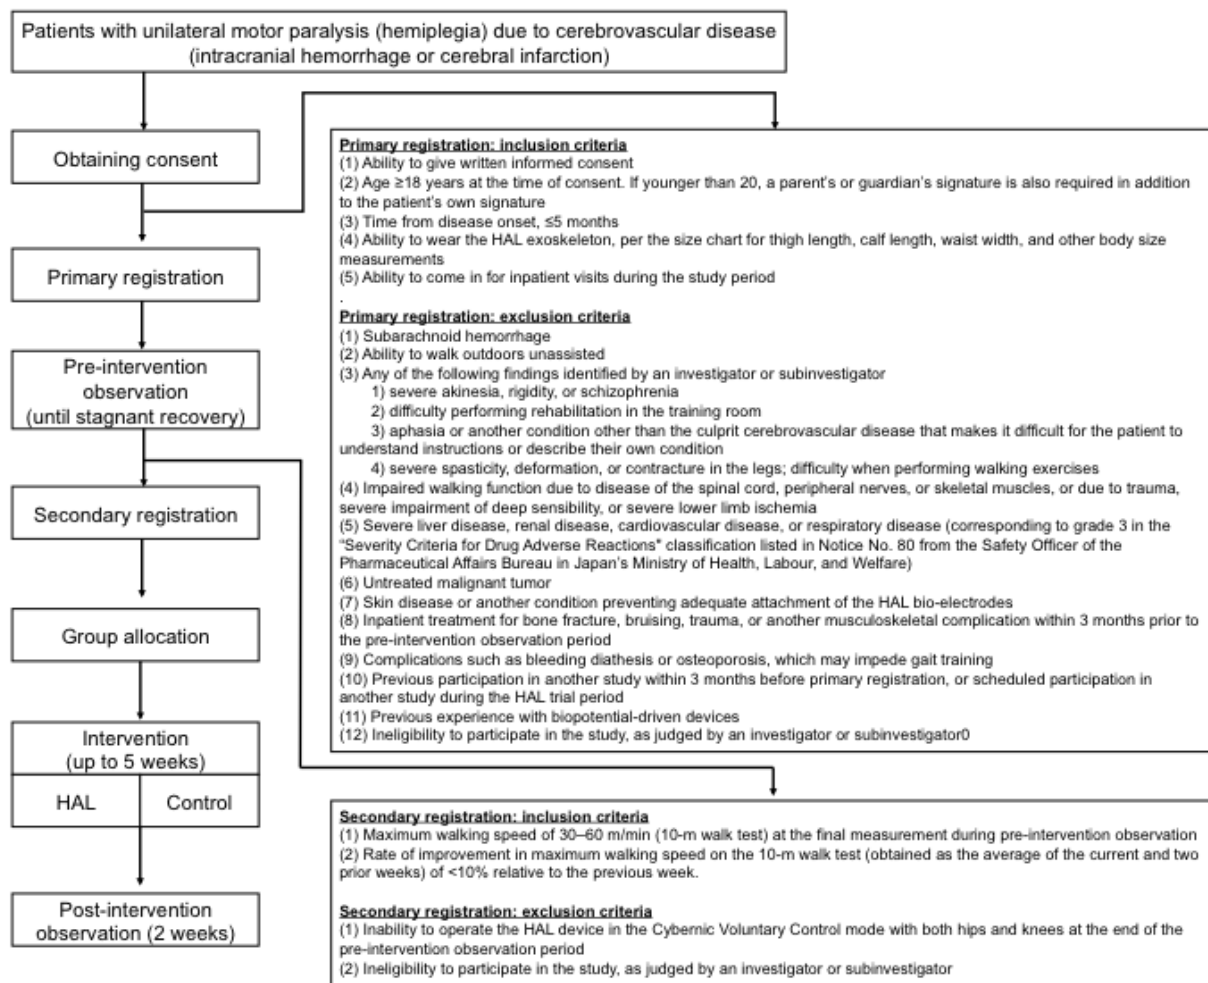 Patients with unilateral motor paralysis (hemiplegia) due to cerebrovascular disease
(intracranial hemorrhage or cerebral infarction)
Obtaining consent
Primary registration
Pre-intervention
observation
(until stagnant recovery)
Secondary registration
Group allocation
Intervention
(up to 5 weeks)
HAL
Control
Post-intervention
observation (2 weeks)
Primary registration: inclusion criteria
(1) Ability to give written informed consent
(2) Age ≥18 years at the time of consent. If younger than 20, a parent's or guardian's signature is also required in addition
to the patient's own signature
(3) Time from disease onset, ≤5 months
(4) Ability to wear the HAL exoskeleton, per the size chart for thigh length, calf length, waist width, and other body size
measurements
(5) Ability to come in for inpatient visits during the study period
.
Primary registration: exclusion criteria
(1) Subarachnoid hemorrhage
(2) Ability to walk outdoors unassisted
(3) Any of the following findings identified by an investigator or subinvestigator
1) severe akinesia, rigidity, or schizophrenia
2) difficulty performing rehabilitation in the training room
3) aphasia or another condition other than the culprit cerebrovascular disease that makes it difficult for the patient to
understand instructions or describe their own condition
4) severe spasticity, deformation, or contracture in the legs; difficulty when performing walking exercises
(4) Impaired walking function due to disease of the spinal cord, peripheral nerves, or skeletal muscles, or due to trauma,
severe impairment of deep sensibility, or severe lower limb ischemia
(5) Severe liver disease, renal disease, cardiovascular disease, or respiratory disease (corresponding to grade 3 in the
"Severity Criteria for Drug Adverse Reactions" classification listed in Notice No. 80 from the Safety Officer of the
Pharmaceutical Affairs Bureau in Japan's Ministry of Health, Labour, and Welfare)
(6) Untreated malignant tumor
(7) Skin disease or another condition preventing adequate attachment of the HAL bio-electrodes
(8) Inpatient treatment for bone fracture, bruising, trauma, or another musculoskeletal complication within 3 months prior to
the pre-intervention observation period
(9) Complications such as bleeding diathesis or osteoporosis, which may impede gait training
(10) Previous participation in another study within 3 months before primary registration, or scheduled participation in
another study during the HAL trial period
(11) Previous experience with biopotential-driven devices
(12) Ineligibility to participate in the study, as judged by an investigator or subinvestigator0
Secondary registration: inclusion criteria
(1) Maximum walking speed of 30–60 m/min (10-m walk test) at the final measurement during pre-intervention observation
(2) Rate of improvement in maximum walking speed on the 10-m walk test (obtained as the average of the current and two
prior weeks) of <10% relative to the previous week.
Secondary registration: exclusion criteria
(1) Inability to operate the HAL device in the Cybernic Voluntary Control mode with both hips and knees at the end of the
pre-intervention observation period
(2) Ineligibility to participate in the study, as judged by an investigator or subinvestigator